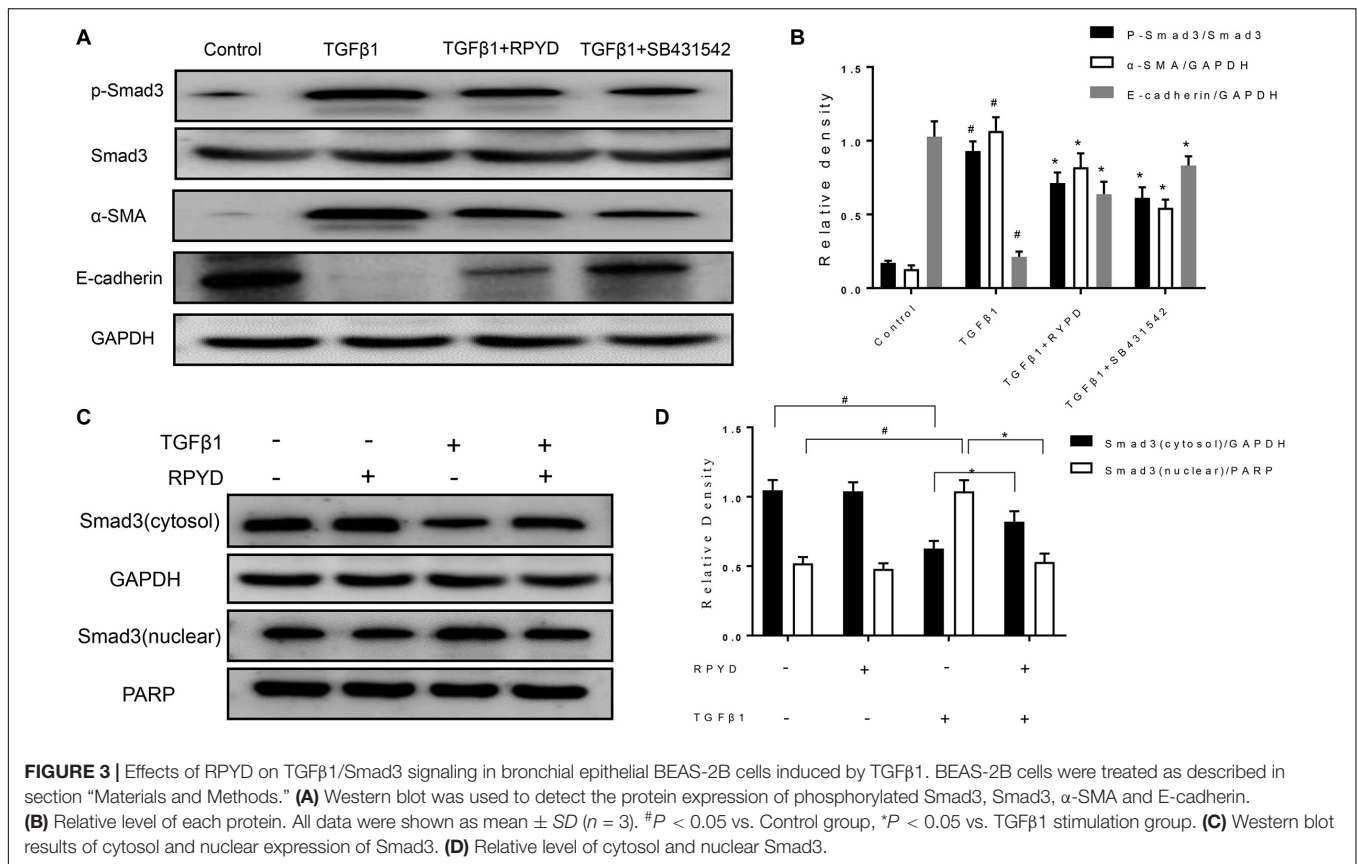 A
Control TGFβ1 TGFβ1+RPYD TGFβ1+SB431542
p-Smad3
Smad3
α-SMA
E-cadherin
GAPDH
B
P-Smad3/Smad3
α-SMA/GAPDH
E-cadherin/GAPDH
Relative density
1.5
1.0
0.5
0.0
# # #
* * *
* * *
Control
TGFβ1
TGFβ1+RYPD
TGFβ1+SB431542
C
TGFβ1 - - + +
RPYD - + - +
Smad3(cytosol)
GAPDH
Smad3(nuclear)
PARP
D
Smad3(cytosol)/GAPDH
Smad3(nuclear)/PARP
Relative Density
1.5
1.0
0.5
0.0
#
# *
*
RPYD - + - +
TGFβ1 - - + +
FIGURE 3 | Effects of RPYD on TGFβ1/Smad3 signaling in bronchial epithelial BEAS-2B cells induced by TGFβ1. BEAS-2B cells were treated as described in
section “Materials and Methods.” (A) Western blot was used to detect the protein expression of phosphorylated Smad3, Smad3, α-SMA and E-cadherin.
(B) Relative level of each protein. All data were shown as mean ± SD (n = 3). #P < 0.05 vs. Control group, *P < 0.05 vs. TGFβ1 stimulation group. (C) Western blot
results of cytosol and nuclear expression of Smad3. (D) Relative level of cytosol and nuclear Smad3.